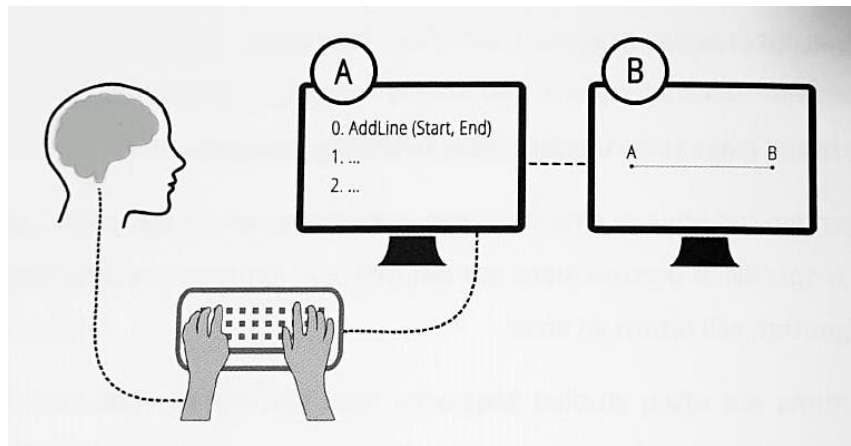 A
0. AddLine (Start, End)
1. ...
2. ...
B
A B